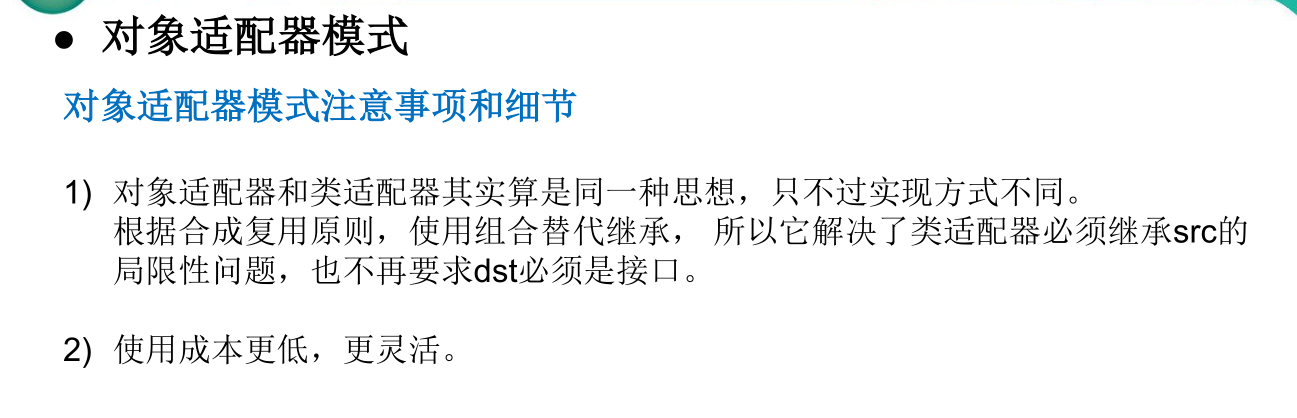 ● 对象适配器模式
对象适配器模式注意事项和细节
1) 对象适配器和类适配器其实算是同一种思想，只不过实现方式不同。
根据合成复用原则，使用组合替代继承， 所以它解决了类适配器必须继承src的
局限性问题，也不再要求dst必须是接口。
2) 使用成本更低，更灵活。